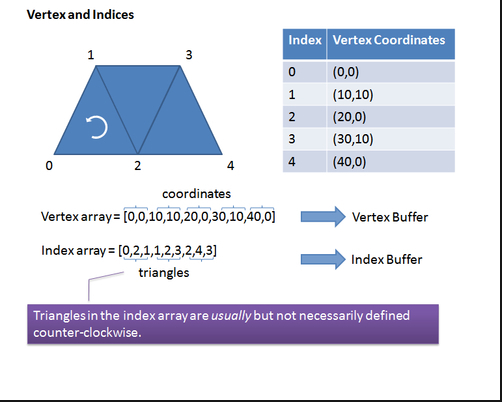 Vertex and Indices
1
3
0
2
4
Index Vertex Coordinates
0 (0,0)
1 (10,10)
2 (20,0)
3 (30,10)
4 (40,0)
coordinates
Vertex array = [0,0,10,10,20,0,30,10,40,0]
Vertex Buffer
Index array = [0,2,1,1,2,3,2,4,3]
Index Buffer
triangles
Triangles in the index array are usually but not necessarily defined
counter-clockwise.